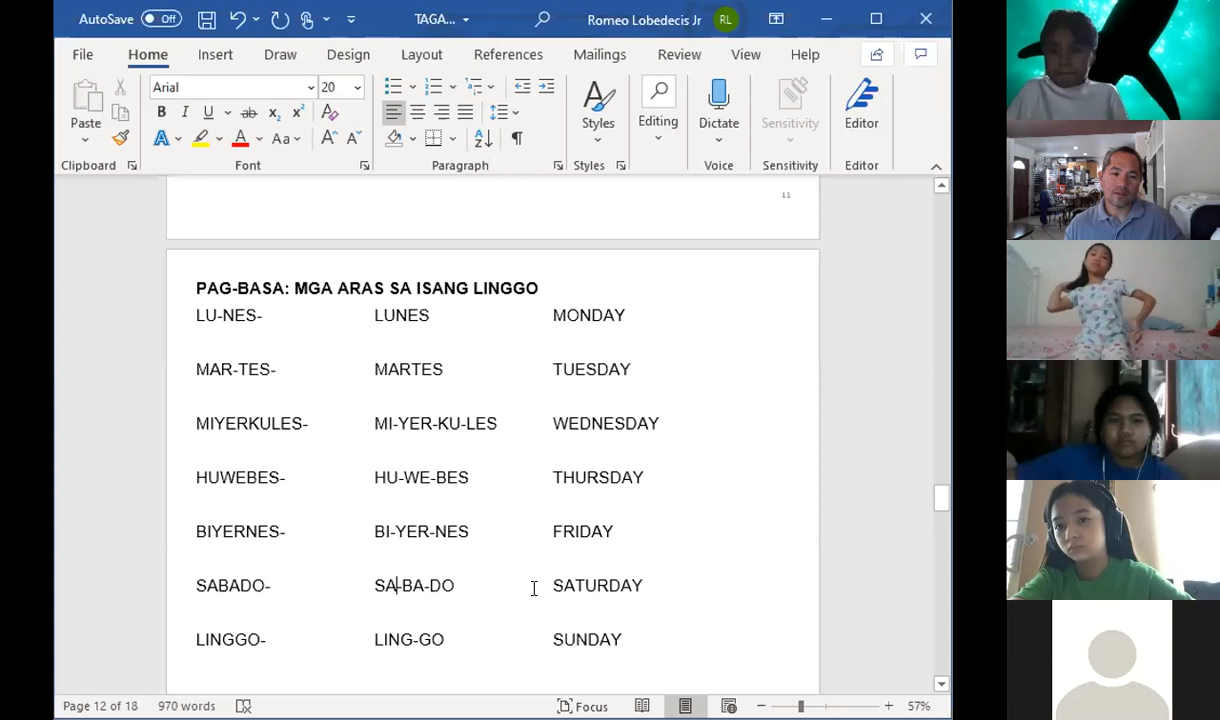 AutoSave Off TAGA... Romeo Lobedecis Jr RL
File Home Insert Draw Design Layout References Mailings Review View Help
Arial 20
Paste Styles Editing Dictate Sensitivity Editor
Clipboard Font Paragraph Styles Voice Sensitivity Editor
11
PAG-BASA: MGA ARAS SA ISANG LINGGO
LU-NES- LUNES MONDAY
MAR-TES- MARTES TUESDAY
MIYERKULES- MI-YER-KU-LES WEDNESDAY
HUWEBES- HU-WE-BES THURSDAY
BIYERNES- BI-YER-NES FRIDAY
SABADO- SA-BA-DO SATURDAY
LINGGO- LING-GO SUNDAY
Page 12 of 18 970 words Focus 57%